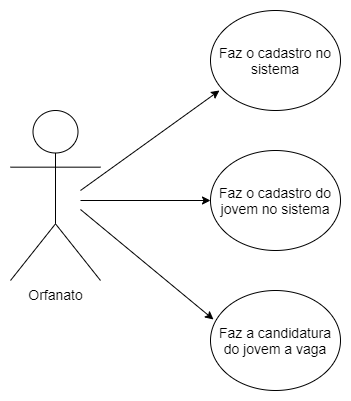 Faz o cadastro no
sistema
Faz o cadastro do
jovem no sistema
Orfanato
Faz a candidatura
do jovem a vaga